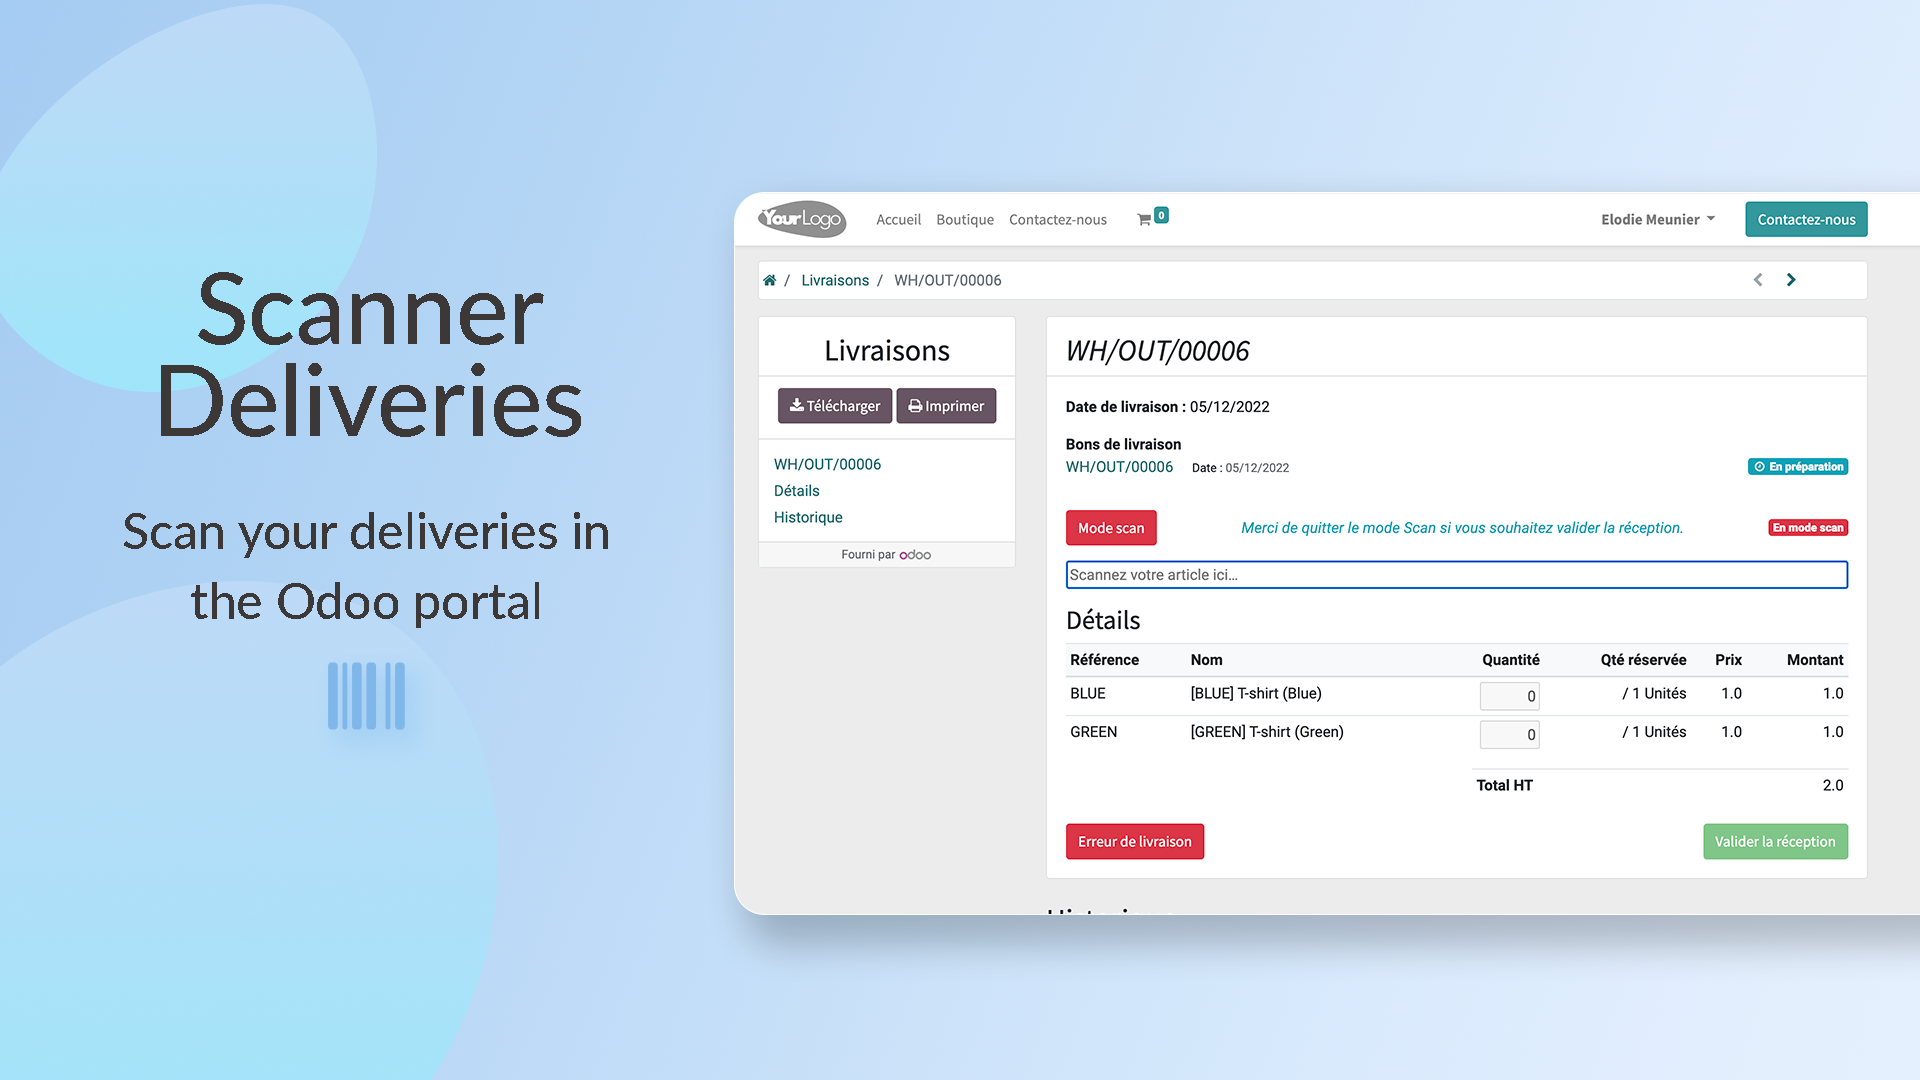 Scanner
Deliveries
Scan your deliveries in
the Odoo portal
YourLogo
Accueil Boutique Contactez-nous 0 Elodie Meunier Contactez-nous
/ Livraisons / WH/OUT/00006
Livraisons
Télécharger Imprimer
WH/OUT/00006
Détails
Historique
Fourni par odoo
WH/OUT/00006
Date de livraison : 05/12/2022
Bons de livraison
WH/OUT/00006 Date : 05/12/2022 En préparation
Mode scan Merci de quitter le mode Scan si vous souhaitez valider la réception. En mode scan
Scannez votre article ici...
Détails
Référence Nom Quantité Qté réservée Prix Montant
BLUE [BLUE] T-shirt (Blue) 0 / 1 Unités 1.0 1.0
GREEN [GREEN] T-shirt (Green) 0 / 1 Unités 1.0 1.0
Total HT 2.0
Erreur de livraison Valider la réception